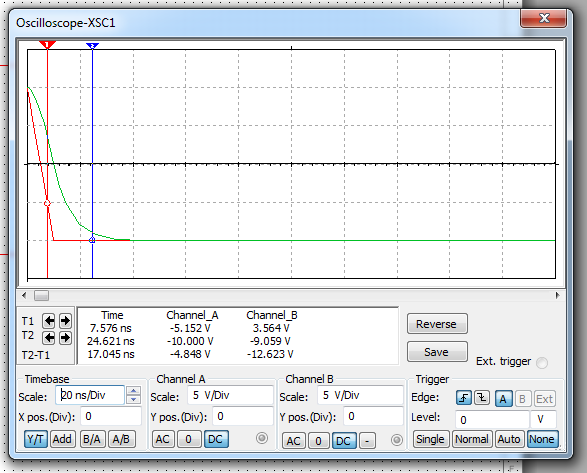 Oscilloscope-XSC1
1 2
T1
T2
T2-T1
Time Channel_A Channel_B
7.576 ns -5.152 V 3.564 V
24.621 ns -10.000 V -9.059 V
17.045 ns -4.848 V -12.623 V
Reverse
Save
Ext. trigger
Timebase
Scale: 20 ns/Div
X pos.(Div): 0
Y/T Add B/A A/B
Channel A
Scale: 5 V/Div
Y pos.(Div): 0
AC 0 DC
Channel B
Scale: 5 V/Div
Y pos.(Div): 0
AC 0 DC -
Trigger
Edge: A B Ext
Level: 0 V
Single Normal Auto None